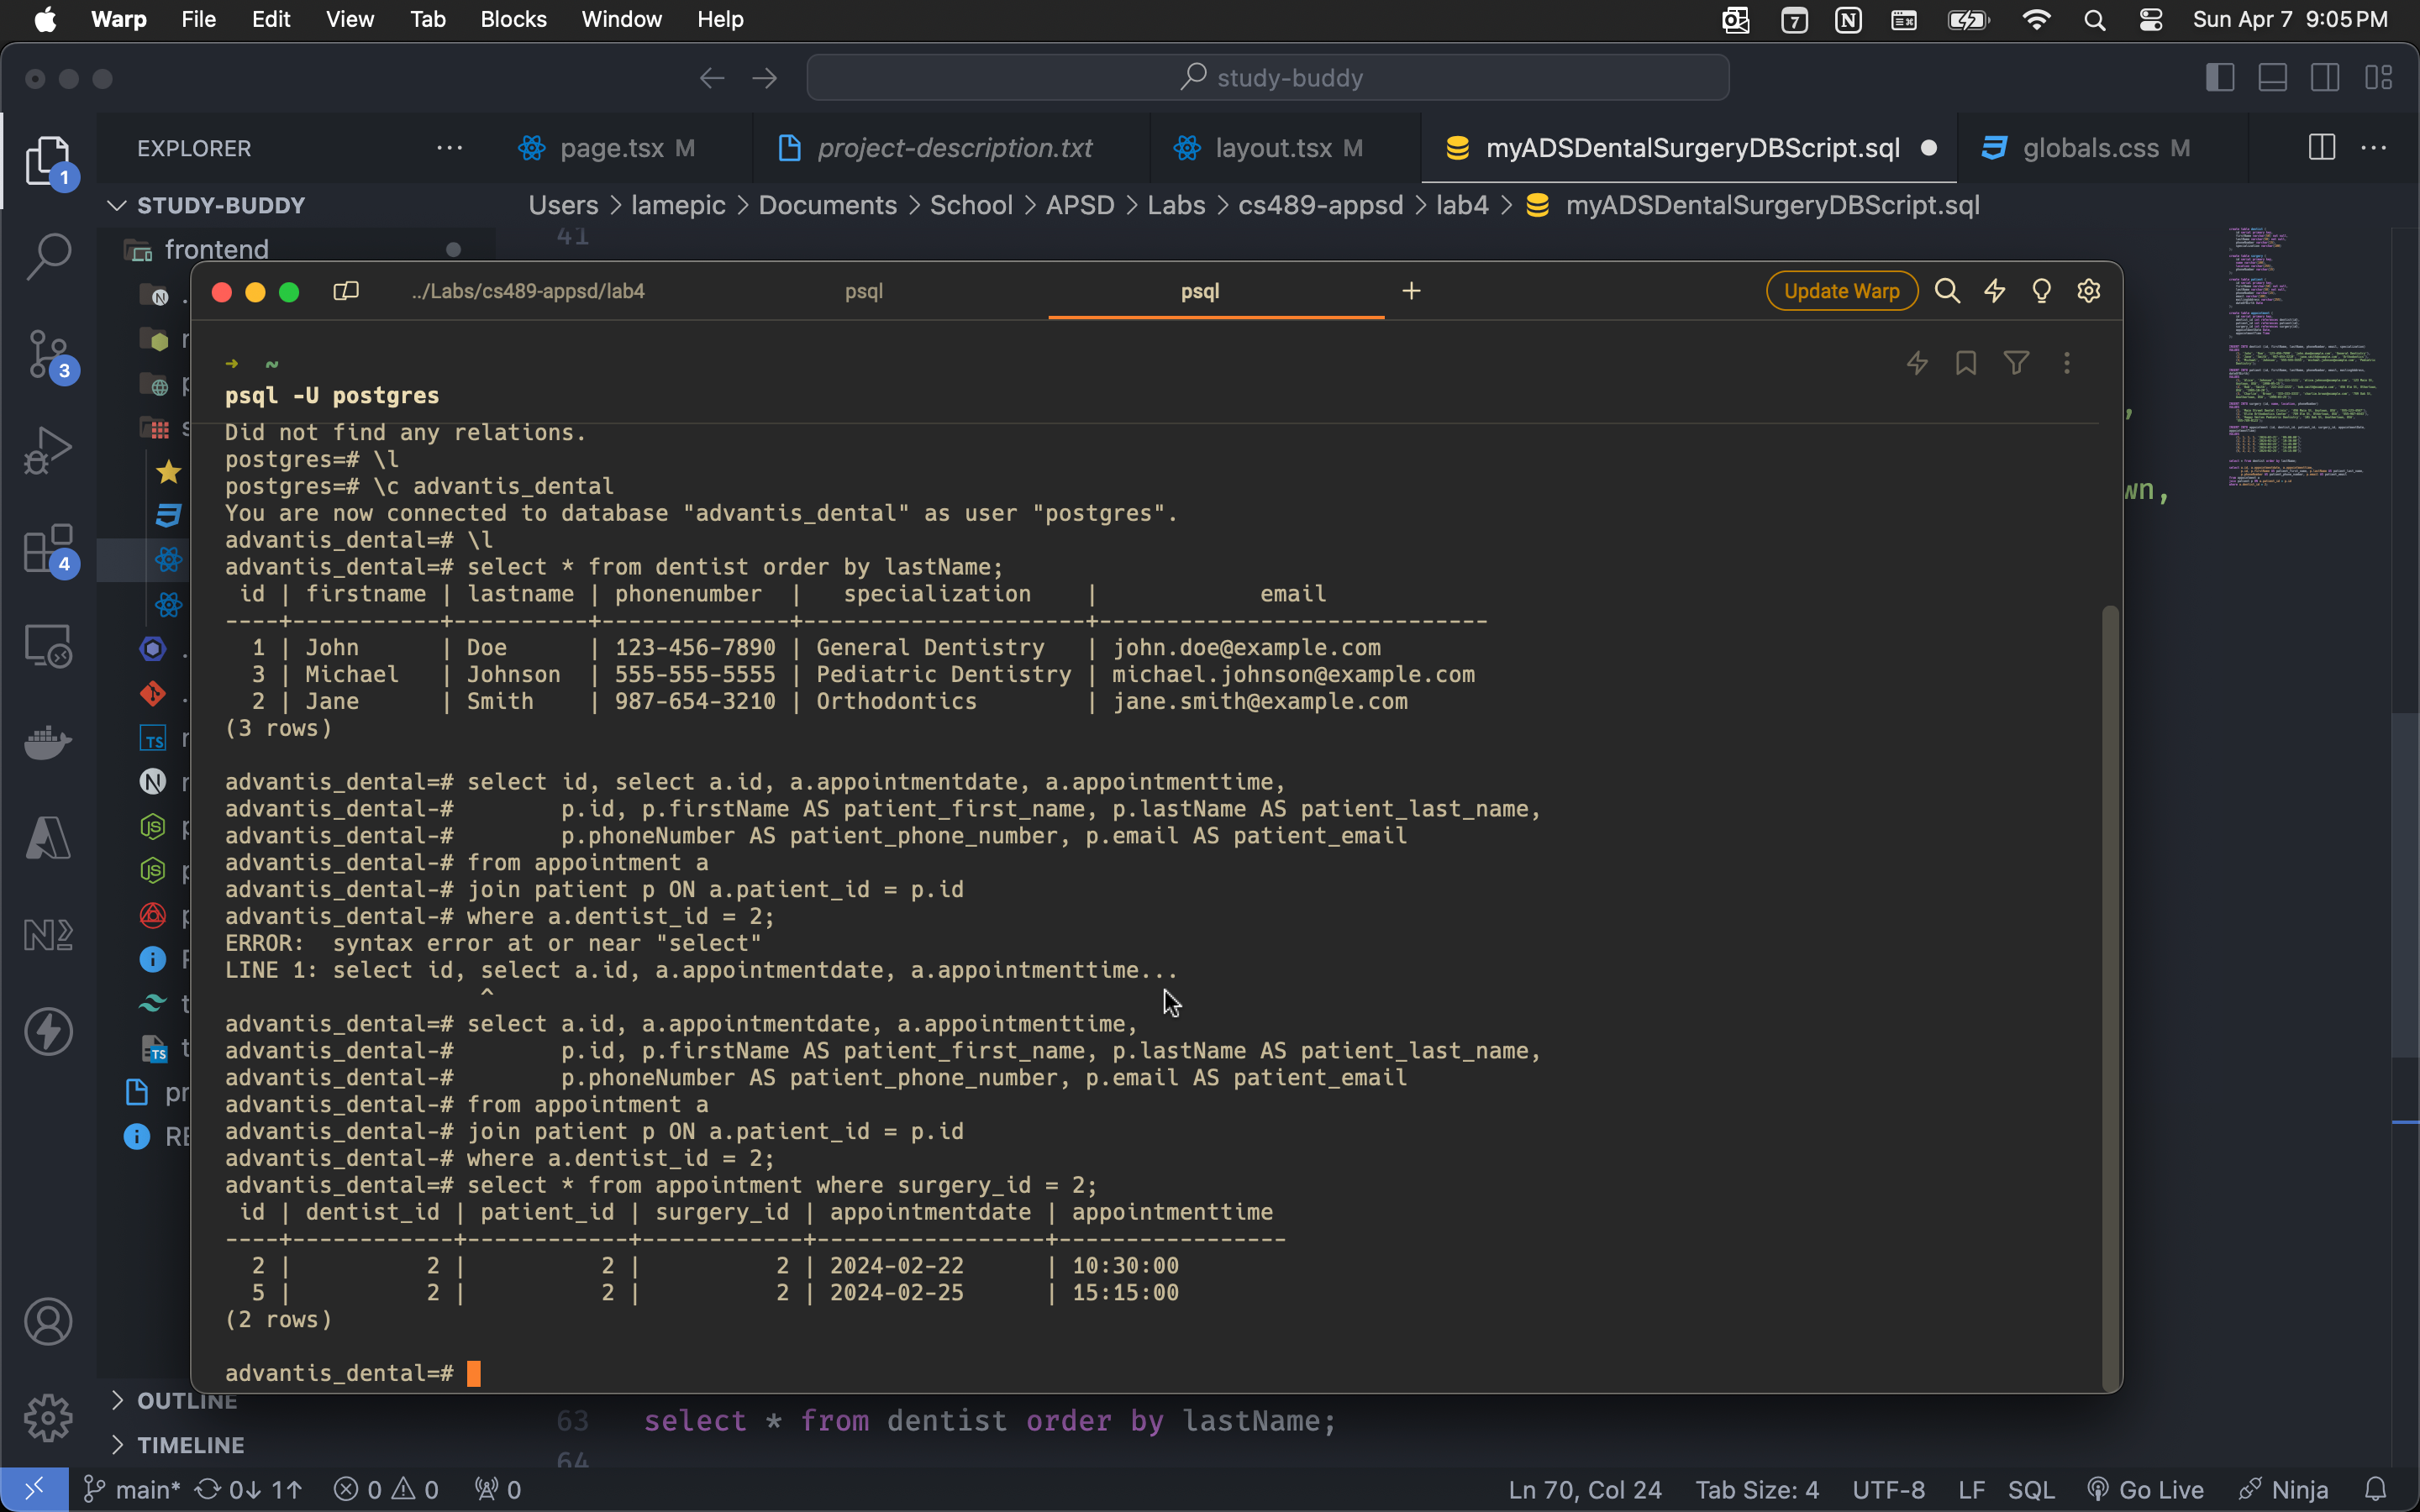 Warp File Edit View Tab Blocks Window Help
7
Sun Apr 7 9:05 PM
study-buddy
EXPLORER
page.tsx M
project-description.txt
layout.tsx M
myADSDentalSurgeryDBScript.sql
globals.css M
1
STUDY-BUDDY
Users > lamepic > Documents > School > APSD > Labs > cs489-appsd > lab4 > myADSDentalSurgeryDBScript.sql
frontend
41
../Labs/cs489-appsd/lab4
psql
psql
+
Update Warp
3
4
→ ~
psql -U postgres
Did not find any relations.
postgres=# \l
postgres=# \c advantis_dental
You are now connected to database "advantis_dental" as user "postgres".
advantis_dental=# \l
advantis_dental=# select * from dentist order by lastName;
id | firstname | lastname | phonenumber | specialization | email
----+-----------+----------+--------------+---------------------+-----------------------------
1 | John | Doe | 123-456-7890 | General Dentistry | john.doe@example.com
3 | Michael | Johnson | 555-555-5555 | Pediatric Dentistry | michael.johnson@example.com
2 | Jane | Smith | 987-654-3210 | Orthodontics | jane.smith@example.com
(3 rows)
advantis_dental=# select id, select a.id, a.appointmentdate, a.appointmenttime,
advantis_dental-# p.id, p.firstName AS patient_first_name, p.lastName AS patient_last_name,
advantis_dental-# p.phoneNumber AS patient_phone_number, p.email AS patient_email
advantis_dental-# from appointment a
advantis_dental-# join patient p ON a.patient_id = p.id
advantis_dental-# where a.dentist_id = 2;
ERROR: syntax error at or near "select"
LINE 1: select id, select a.id, a.appointmentdate, a.appointmenttime...
^
advantis_dental=# select a.id, a.appointmentdate, a.appointmenttime,
advantis_dental-# p.id, p.firstName AS patient_first_name, p.lastName AS patient_last_name,
advantis_dental-# p.phoneNumber AS patient_phone_number, p.email AS patient_email
advantis_dental-# from appointment a
advantis_dental-# join patient p ON a.patient_id = p.id
advantis_dental-# where a.dentist_id = 2;
advantis_dental=# select * from appointment where surgery_id = 2;
id | dentist_id | patient_id | surgery_id | appointmentdate | appointmenttime
----+------------+------------+------------+-----------------+-----------------
2 | 2 | 2 | 2 | 2024-02-22 | 10:30:00
5 | 2 | 2 | 2 | 2024-02-25 | 15:15:00
(2 rows)
advantis_dental=#
wn,
OUTLINE
63 select * from dentist order by lastName;
TIMELINE
64
main* 0↓ 1↑ 0 0 0
Ln 70, Col 24 Tab Size: 4 UTF-8 LF SQL Go Live Ninja